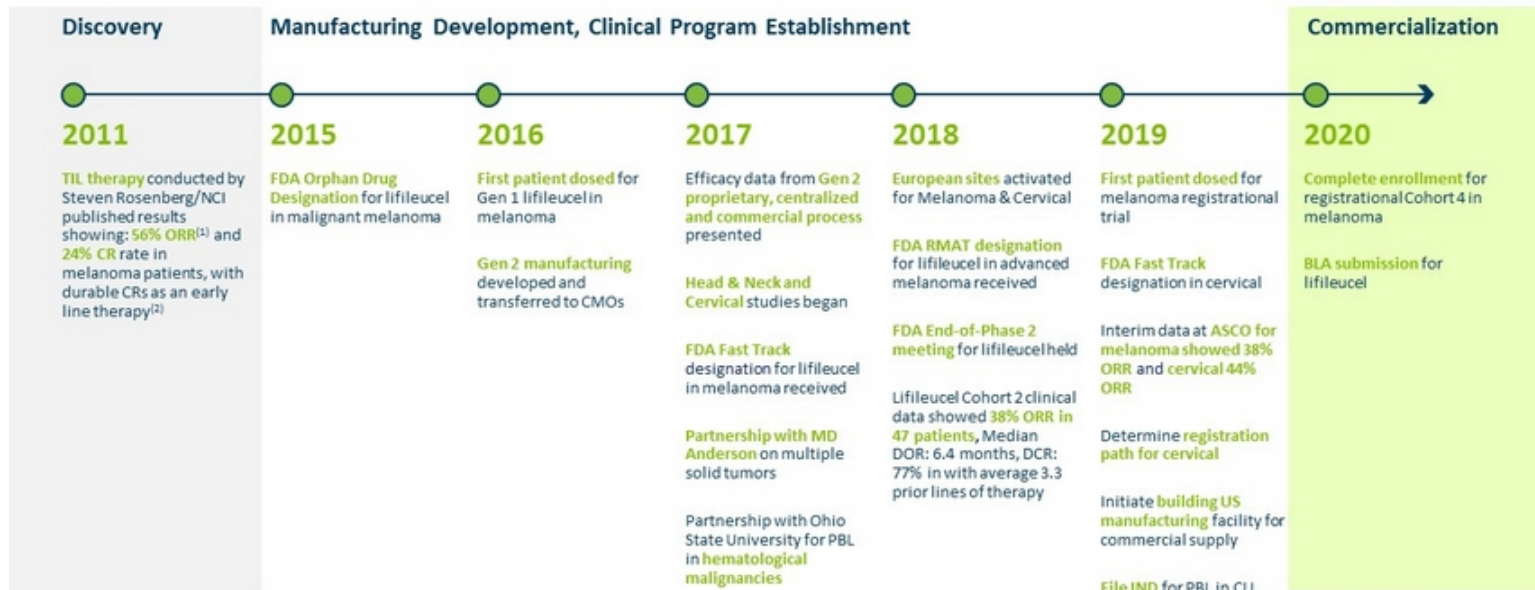 Discovery
Manufacturing Development, Clinical Program Establishment
Commercialization
2011
TIL therapy conducted by
Steven Rosenberg/NCI
published results
showing: 56% ORR(1) and
24% CR rate in
melanoma patients, with
durable CRs as an early
line therapy(2)
2015
FDA Orphan Drug
Designation for lifileucel
in malignant melanoma
2016
First patient dosed for
Gen 1 lifileucel in
melanoma
Gen 2 manufacturing
developed and
transferred to CMOs
2017
Efficacy data from Gen 2
proprietary, centralized
and commercial process
presented
Head & Neck and
Cervical studies began
FDA Fast Track
designation for lifileucel
in melanoma received
Partnership with MD
Anderson on multiple
solid tumors
Partnership with Ohio
State University for PBL
in hematological
malignancies
2018
European sites activated
for Melanoma & Cervical
FDA RMAT designation
for lifileucel in advanced
melanoma received
FDA End-of-Phase 2
meeting for lifileucel held
Lifileucel Cohort 2 clinical
data showed 38% ORR in
47 patients, Median
DOR: 6.4 months, DCR:
77% in with average 3.3
prior lines of therapy
2019
First patient dosed for
melanoma registrational
trial
FDA Fast Track
designation in cervical
Interim data at ASCO for
melanoma showed 38%
ORR and cervical 44%
ORR
Determine registration
path for cervical
Initiate building US
manufacturing facility for
commercial supply
File IND for PBL in CLL
2020
Complete enrollment for
registrational Cohort 4 in
melanoma
BLA submission for
lifileucel